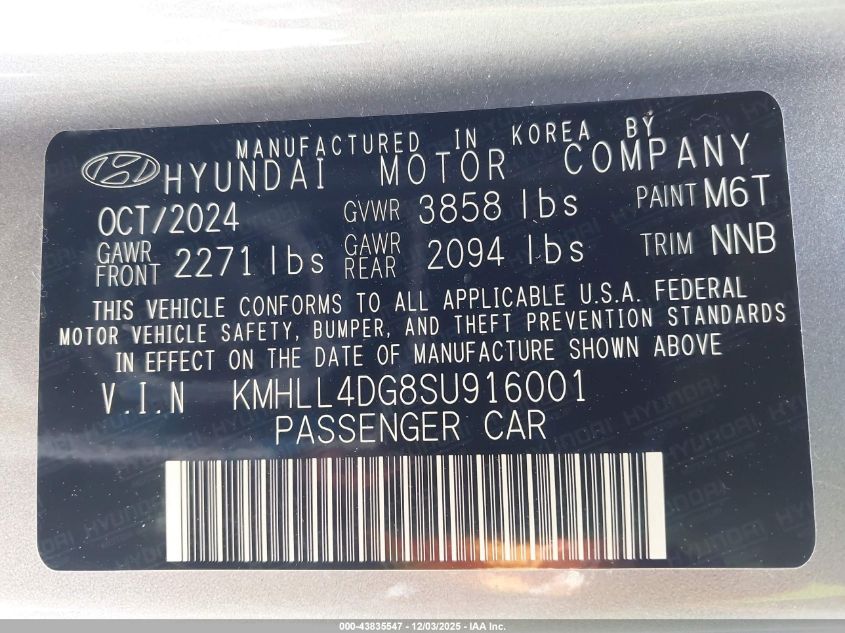 MANUFACTURED IN KOREA BY
HYUNDAI MOTOR COMPANY
OCT/2024 GVWR 3858 lbs PAINT M6T
GAWR FRONT 2271 lbs GAWR REAR 2094 lbs TRIM NNB
THIS VEHICLE CONFORMS TO ALL APPLICABLE U.S.A. FEDERAL
MOTOR VEHICLE SAFETY, BUMPER, AND THEFT PREVENTION STANDARDS
IN EFFECT ON THE DATE OF MANUFACTURE SHOWN ABOVE
V.I.N KMHLL4DG8SU916001
PASSENGER CAR
000-43835547 - 12/03/2025 - IAA Inc.